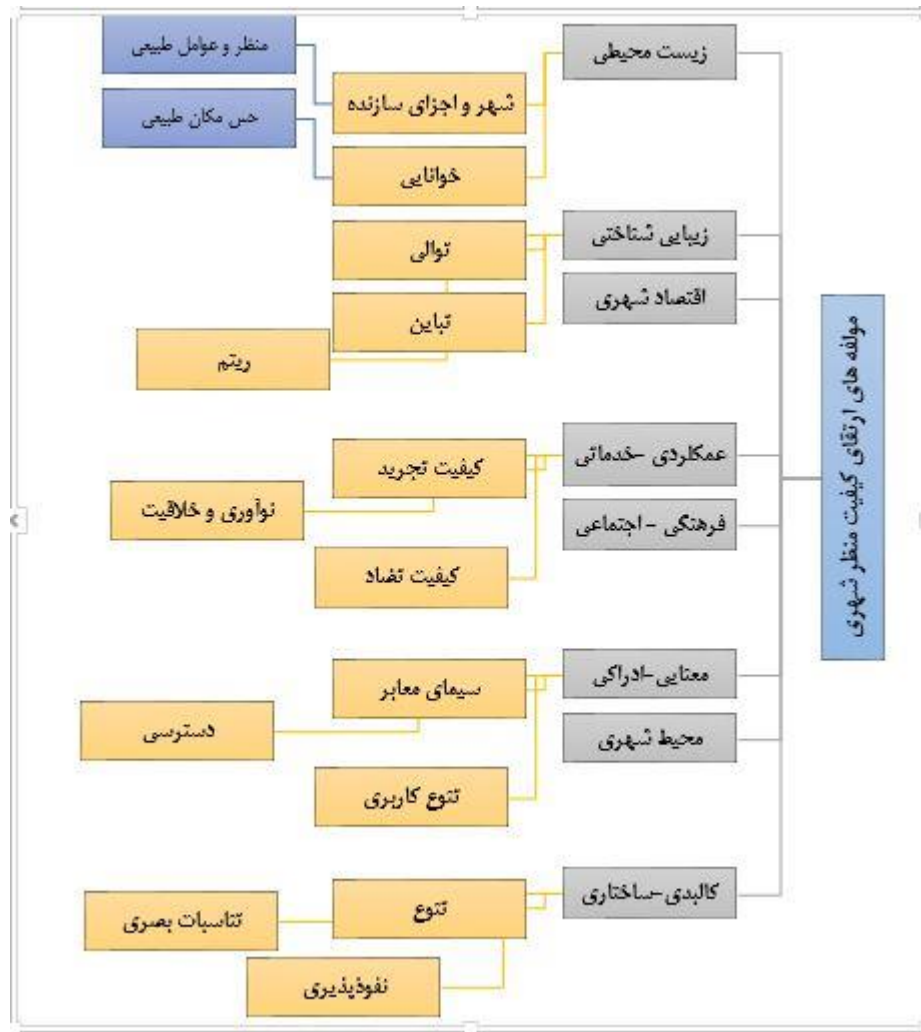 مولفه های ارتقای کیفیت منظر شهری
زیست محیطی
شهر و اجزای سازنده
منظر و عوامل طبیعی
خوانایی
حس مکان طبیعی
زیبایی شناختی
توالی
تباین
ریتم
اقتصاد شهری
عمکلردی -خدماتی
کیفیت تجرید
نوآوری و خلاقیت
کیفیت تضاد
فرهنگی - اجتماعی
معنایی-ادراکی
سیمای معابر
دسترسی
تنوع کاربری
محیط شهری
کالبدی-ساختاری
تنوع
تناسبات بصری
نفوذپذیری